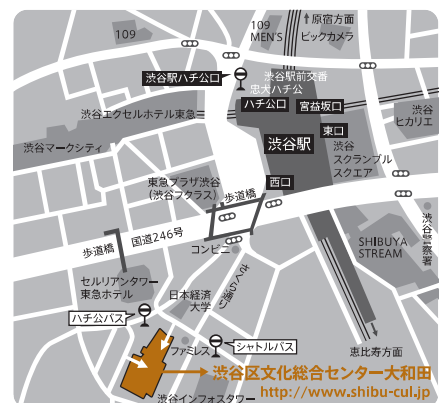 109
109
MEN'S
↑原宿方面
ビックカメラ
渋谷駅ハチ公口
渋谷駅前交番
忠犬ハチ公
ハチ公口
宮益坂口
渋谷エクセルホテル東急
東口
渋谷
ヒカリエ
渋谷マークシティ
渋谷駅
渋谷
スクランブル
スクエア
西口
東急プラザ渋谷
(渋谷フクラス)
歩道橋
国道246号
歩道橋
コンビニ
SHIBUYA
STREAM
渋谷警察署
セルリアンタワー
東急ホテル
さくら通り
日本経済
大学
ハチ公バス
ファミレス
シャトルバス
恵比寿方面
渋谷区文化総合センター大和田
http://www.shibu-cul.jp
渋谷インフォスタワー